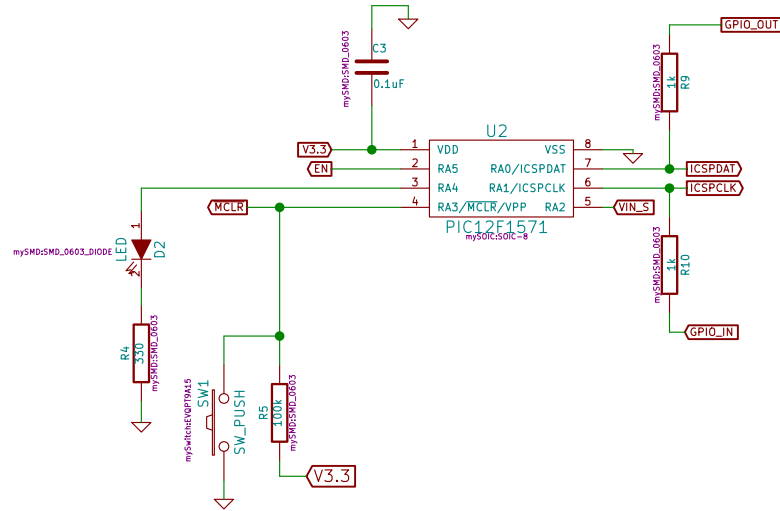 GPIO_OUT
C3
mySMD:SMD_0603
0.1uF
mySMD:SMD_0603
1k
R9
U2
V3.3
1
VDD
VSS
8
EN
2
RA5
RA0/ICSPDAT
7
ICSPDAT
3
RA4
RA1/ICSPCLK
6
ICSPCLK
MCLR
4
RA3/MCLR/VPP
RA2
5
VIN_S
PIC12F1571
mySOIC:SOIC-8
1
LED
D2
mySMD:SMD_0603_DIODE
2
mySMD:SMD_0603
1k
R10
GPIO_IN
R4
330
mySMD:SMD_0603
mySwitch:EVQPT9A15
SW1
SW_PUSH
R5
100k
mySMD:SMD_0603
V3.3